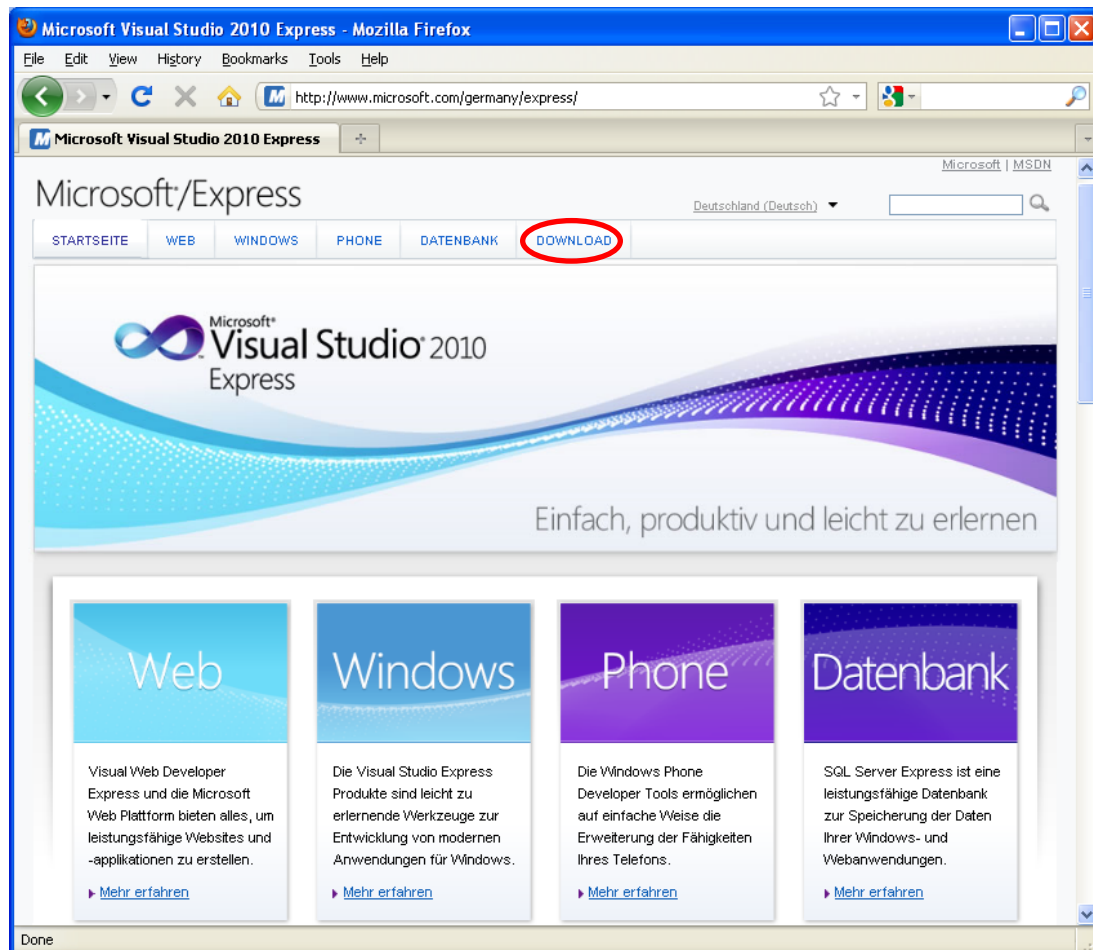 Microsoft Visual Studio 2010 Express - Mozilla Firefox
File Edit View History Bookmarks Tools Help
http://www.microsoft.com/germany/express/
Microsoft Visual Studio 2010 Express
Microsoft | MSDN
Microsoft/Express
Deutschland (Deutsch)
STARTSEITE WEB WINDOWS PHONE DATENBANK DOWNLOAD
Microsoft
Visual Studio 2010
Express
Einfach, produktiv und leicht zu erlernen
Web
Visual Web Developer
Express und die Microsoft
Web Plattform bieten alles, um
leistungsfähige Websites und
-applikationen zu erstellen.
Mehr erfahren
Windows
Die Visual Studio Express
Produkte sind leicht zu
erlernende Werkzeuge zur
Entwicklung von modernen
Anwendungen für Windows.
Mehr erfahren
Phone
Die Windows Phone
Developer Tools ermöglichen
auf einfache Weise die
Erweiterung der Fähigkeiten
Ihres Telefons.
Mehr erfahren
Datenbank
SQL Server Express ist eine
leistungsfähige Datenbank
zur Speicherung der Daten
Ihrer Windows- und
Webanwendungen.
Mehr erfahren
Done